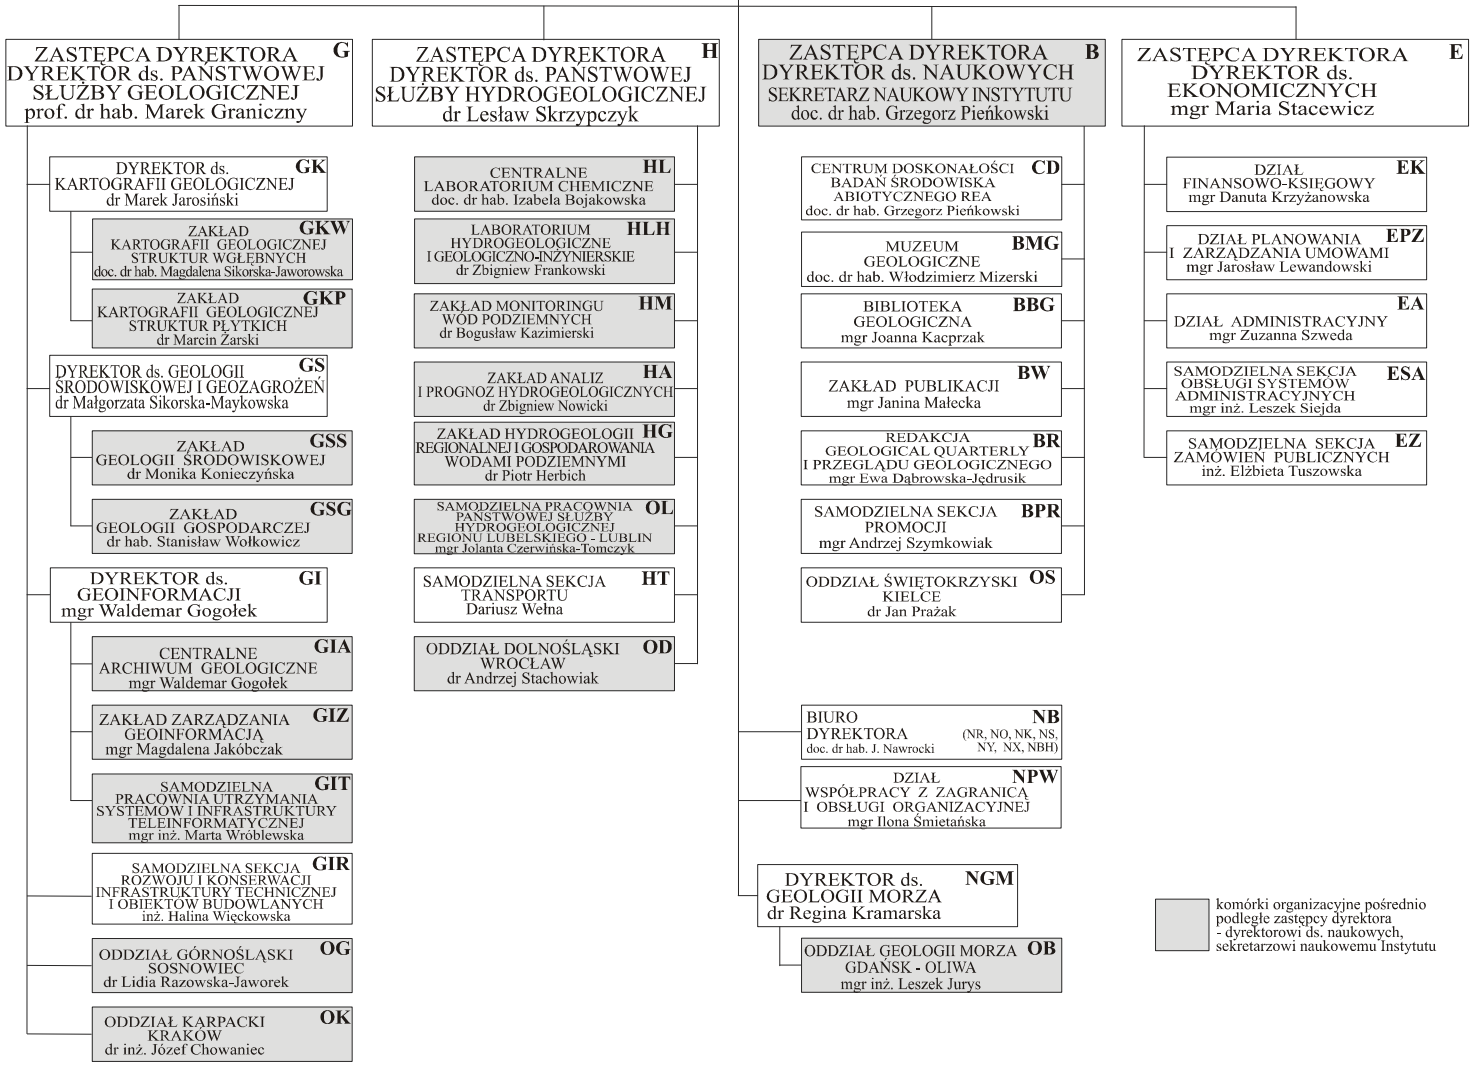 ZASTĘPCA DYREKTORA G
DYREKTOR ds. PAŃSTWOWEJ
SŁUŻBY GEOLOGICZNEJ
prof. dr hab. Marek Graniczny
DYREKTOR ds. GK
KARTOGRAFII GEOLOGICZNEJ
dr Marek Jarosiński
ZAKŁAD GKW
KARTOGRAFII GEOLOGICZNEJ
STRUKTUR WGŁĘBNYCH
doc. dr hab. Magdalena Sikorska-Jaworowska
ZAKŁAD GKP
KARTOGRAFII GEOLOGICZNEJ
STRUKTUR PŁYTKICH
dr Marcin Żarski
DYREKTOR ds. GEOLOGII GS
ŚRODOWISKOWEJ I GEOZAGROŻEŃ
dr Małgorzata Sikorska-Maykowska
ZAKŁAD GSS
GEOLOGII ŚRODOWISKOWEJ
dr Monika Konieczyńska
ZAKŁAD GSG
GEOLOGII GOSPODARCZEJ
dr hab. Stanisław Wołkowicz
DYREKTOR ds. GI
GEOINFORMACJI
mgr Waldemar Gogołek
CENTRALNE GIA
ARCHIWUM GEOLOGICZNE
mgr Waldemar Gogołek
ZAKŁAD ZARZĄDZANIA GIZ
GEOINFORMACJĄ
mgr Magdalena Jakóbczak
SAMODZIELNA GIT
PRACOWNIA UTRZYMANIA
SYSTEMÓW I INFRASTRUKTURY
TELEINFORMATYCZNEJ
mgr inż. Marta Wróblewska
SAMODZIELNA SEKCJA GIR
ROZWOJU I KONSERWACJI
INFRASTRUKTURY TECHNICZNEJ
I OBIEKTÓW BUDOWLANYCH
inż. Halina Więckowska
ODDZIAŁ GÓRNOŚLĄSKI OG
SOSNOWIEC
dr Lidia Razowska-Jaworek
ODDZIAŁ KARPACKI OK
KRAKÓW
dr inż. Józef Chowaniec
ZASTĘPCA DYREKTORA H
DYREKTOR ds. PAŃSTWOWEJ
SŁUŻBY HYDROGEOLOGICZNEJ
dr Lesław Skrzypczyk
CENTRALNE HL
LABORATORIUM CHEMICZNE
doc. dr hab. Izabela Bojakowska
LABORATORIUM HLH
HYDROGEOLOGICZNE
I GEOLOGICZNO-INŻYNIERSKIE
dr Zbigniew Frankowski
ZAKŁAD MONITORINGU HM
WÓD PODZIEMNYCH
dr Bogusław Kazimierski
ZAKŁAD ANALIZ HA
I PROGNOZ HYDROGEOLOGICZNYCH
dr Zbigniew Nowicki
ZAKŁAD HYDROGEOLOGII HG
REGIONALNEJ I GOSPODAROWANIA
WODAMI PODZIEMNYMI
dr Piotr Herbich
SAMODZIELNA PRACOWNIA OL
PAŃSTWOWEJ SŁUŻBY
HYDROGEOLOGICZNEJ
REGIONU LUBELSKIEGO - LUBLIN
mgr Jolanta Czerwińska-Tomczyk
SAMODZIELNA SEKCJA HT
TRANSPORTU
Dariusz Wełna
ODDZIAŁ DOLNOŚLĄSKI OD
WROCŁAW
dr Andrzej Stachowiak
ZASTĘPCA DYREKTORA B
DYREKTOR ds. NAUKOWYCH
SEKRETARZ NAUKOWY INSTYTUTU
doc. dr hab. Grzegorz Pieńkowski
CENTRUM DOSKONAŁOŚCI CD
BADAŃ ŚRODOWISKA
ABIOTYCZNEGO REA
doc. dr hab. Grzegorz Pieńkowski
MUZEUM BMG
GEOLOGICZNE
doc. dr hab. Włodzimierz Mizerski
BIBLIOTEKA BBG
GEOLOGICZNA
mgr Joanna Kacprzak
ZAKŁAD PUBLIKACJI BW
mgr Janina Małecka
REDAKCJA BR
GEOLOGICAL QUARTERLY
I PRZEGLĄDU GEOLOGICZNEGO
mgr Ewa Dąbrowska-Jędrusik
SAMODZIELNA SEKCJA BPR
PROMOCJI
mgr Andrzej Szymkowiak
ODDZIAŁ ŚWIĘTOKRZYSKI OS
KIELCE
dr Jan Prażak
BIURO NB
DYREKTORA (NR, NO, NK, NS,
doc. dr hab. J. Nawrocki NY, NX, NBH)
DZIAŁ NPW
WSPÓŁPRACY Z ZAGRANICĄ
I OBSŁUGI ORGANIZACYJNEJ
mgr Ilona Śmietańska
DYREKTOR ds. NGM
GEOLOGII MORZA
dr Regina Kramarska
ODDZIAŁ GEOLOGII MORZA OB
GDAŃSK - OLIWA
mgr inż. Leszek Jurys
ZASTĘPCA DYREKTORA E
DYREKTOR ds.
EKONOMICZNYCH
mgr Maria Stacewicz
DZIAŁ EK
FINANSOWO-KSIĘGOWY
mgr Danuta Krzyżanowska
DZIAŁ PLANOWANIA EPZ
I ZARZĄDZANIA UMOWAMI
mgr Jarosław Lewandowski
EA
DZIAŁ ADMINISTRACYJNY
mgr Zuzanna Szweda
SAMODZIELNA SEKCJA ESA
OBSŁUGI SYSTEMÓW
ADMINISTRACYJNYCH
mgr inż. Leszek Siejda
SAMODZIELNA SEKCJA EZ
ZAMÓWIEŃ PUBLICZNYCH
inż. Elżbieta Tuszowska
komórki organizacyjne pośrednio
podległe zastępcy dyrektora
- dyrektorowi ds. naukowych,
sekretarzowi naukowemu Instytutu